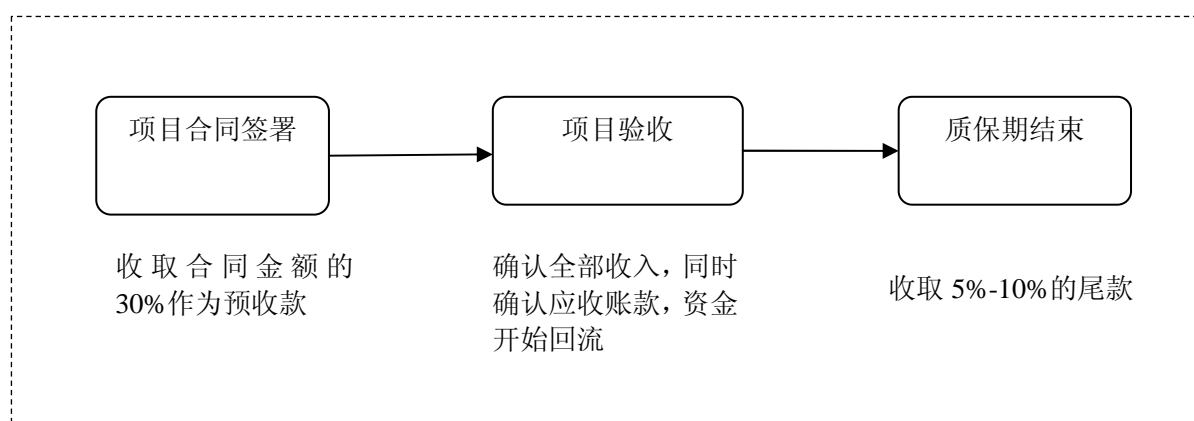 项目合同签署
项目验收
质保期结束
收取合同金额的
30%作为预收款
确认全部收入，同时
确认应收账款，资金
开始回流
收取 5%-10%的尾款